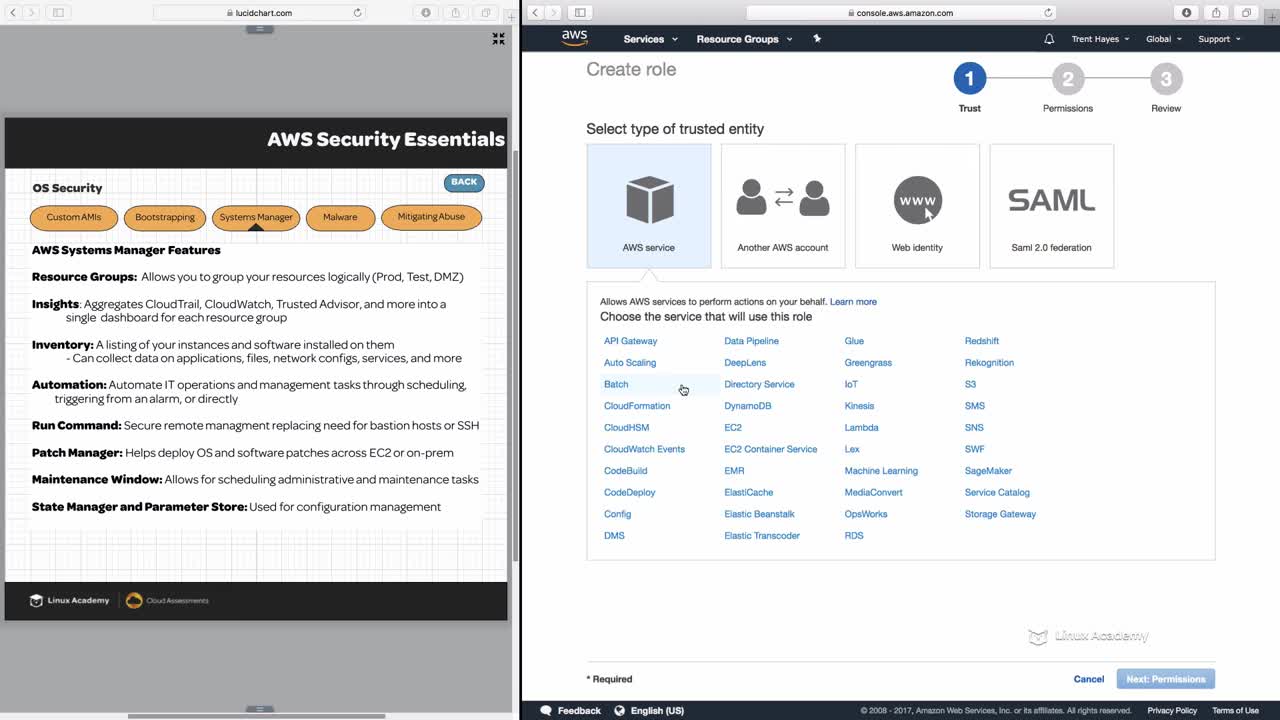 lucidchart.com
AWS Security Essentials
OS Security
BACK
Custom AMIs
Bootstrapping
Systems Manager
Malware
Mitigating Abuse
AWS Systems Manager Features
Resource Groups: Allows you to group your resources logically (Prod, Test, DMZ)
Insights: Aggregates CloudTrail, CloudWatch, Trusted Advisor, and more into a
single dashboard for each resource group
Inventory: A listing of your instances and software installed on them
- Can collect data on applications, files, network configs, services, and more
Automation: Automate IT operations and management tasks through scheduling,
triggering from an alarm, or directly
Run Command: Secure remote managment replacing need for bastion hosts or SSH
Patch Manager: Helps deploy OS and software patches across EC2 or on-prem
Maintenance Window: Allows for scheduling administrative and maintenance tasks
State Manager and Parameter Store: Used for configuration management
Linux Academy
Cloud Assessments
console.aws.amazon.com
aws
Services
Resource Groups
Trent Hayes
Global
Support
Create role
1
2
3
Trust
Permissions
Review
Select type of trusted entity
AWS service
Another AWS account
WWW
Web identity
SAML
Saml 2.0 federation
Allows AWS services to perform actions on your behalf. Learn more
Choose the service that will use this role
API Gateway
Auto Scaling
Batch
CloudFormation
CloudHSM
CloudWatch Events
CodeBuild
CodeDeploy
Config
DMS
Data Pipeline
DeepLens
Directory Service
DynamoDB
EC2
EC2 Container Service
EMR
ElastiCache
Elastic Beanstalk
Elastic Transcoder
Glue
Greengrass
IoT
Kinesis
Lambda
Lex
Machine Learning
MediaConvert
OpsWorks
RDS
Redshift
Rekognition
S3
SMS
SNS
SWF
SageMaker
Service Catalog
Storage Gateway
Linux Academy
* Required
Cancel
Next: Permissions
Feedback
English (US)
© 2008 - 2017, Amazon Web Services, Inc. or its affiliates. All rights reserved.
Privacy Policy
Terms of Use